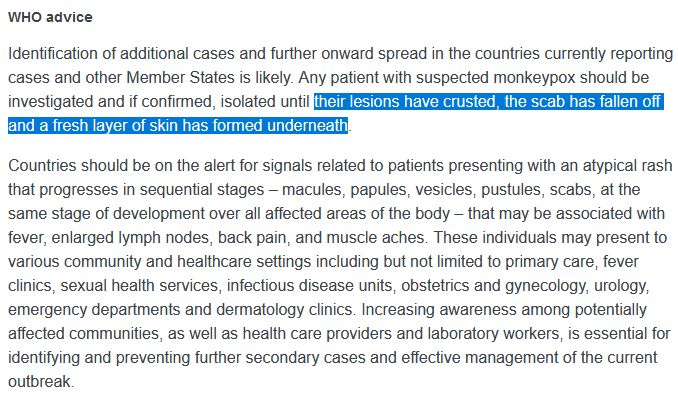 WHO advice
Identification of additional cases and further onward spread in the countries currently reporting
cases and other Member States is likely. Any patient with suspected monkeypox should be
investigated and if confirmed, isolated until their lesions have crusted, the scab has fallen off
and a fresh layer of skin has formed underneath.
Countries should be on the alert for signals related to patients presenting with an atypical rash
that progresses in sequential stages – macules, papules, vesicles, pustules, scabs, at the
same stage of development over all affected areas of the body – that may be associated with
fever, enlarged lymph nodes, back pain, and muscle aches. These individuals may present to
various community and healthcare settings including but not limited to primary care, fever
clinics, sexual health services, infectious disease units, obstetrics and gynecology, urology,
emergency departments and dermatology clinics. Increasing awareness among potentially
affected communities, as well as health care providers and laboratory workers, is essential for
identifying and preventing further secondary cases and effective management of the current
outbreak.